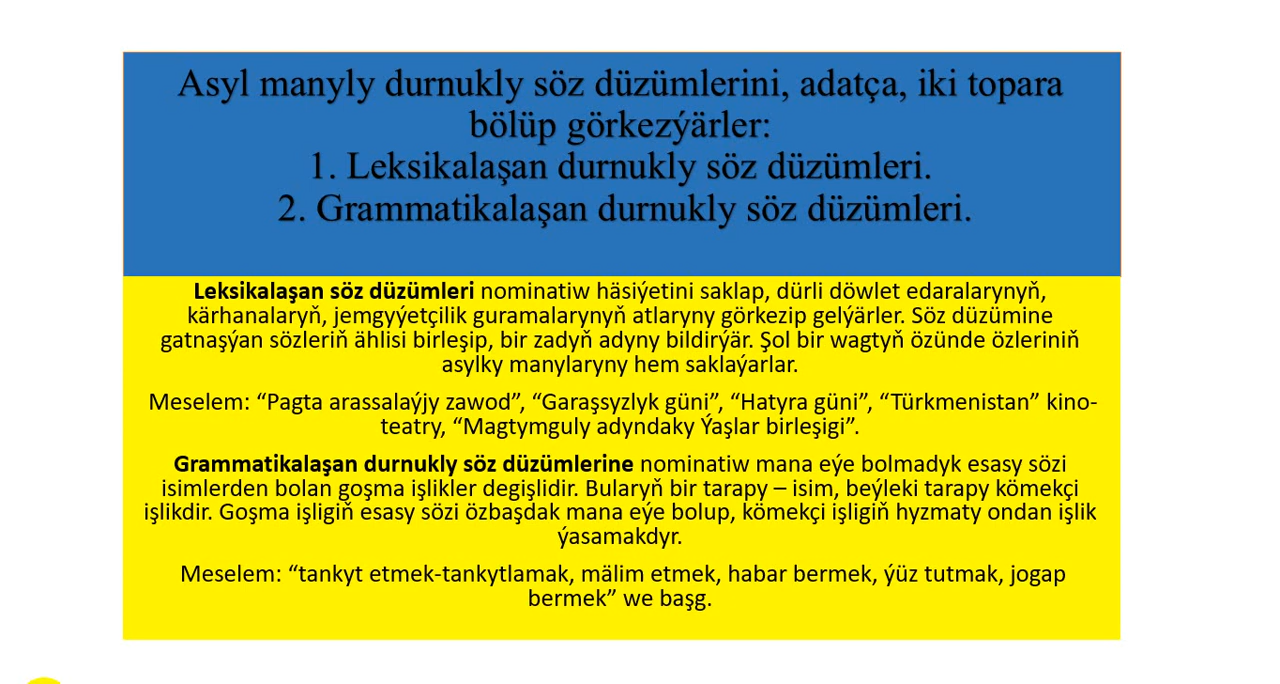 Asyl manyly durnukly söz düzümlerini, adatça, iki topara
bölüp görkezýärler:
1. Leksikalaşan durnukly söz düzümleri.
2. Grammatikalaşan durnukly söz düzümleri.
Leksikalaşan söz düzümleri nominatiw häsiýetini saklap, dürli döwlet edaralarynyň,
kärhanalaryň, jemgyýetçilik guramalarynyň atlaryny görkezip gelýärler. Söz düzümine
gatnaşýan sözleriň ählisi birleşip, bir zadyň adyny bildirýär. Şol bir wagtyň özünde özleriniň
asylky manylaryny hem saklaýarlar.
Meselem: “Pagta arassalaýjy zawod”, “Garaşsyzlyk güni”, “Hatyra güni”, “Türkmenistan” kino-
teatry, “Magtymguly adyndaky Ýaşlar birleşigi”.
Grammatikalaşan durnukly söz düzümlerine nominatiw mana eýe bolmadyk esasy sözi
isimlerden bolan goşma işlikler degişlidir. Bularyň bir tarapy – isim, beýleki tarapy kömekçi
işlikdir. Goşma işligiň esasy sözi özbaşdak mana eýe bolup, kömekçi işligiň hyzmaty ondan işlik
ýasamakdyr.
Meselem: “tankyt etmek-tankytlamak, mälim etmek, habar bermek, ýüz tutmak, jogap
bermek” we başg.